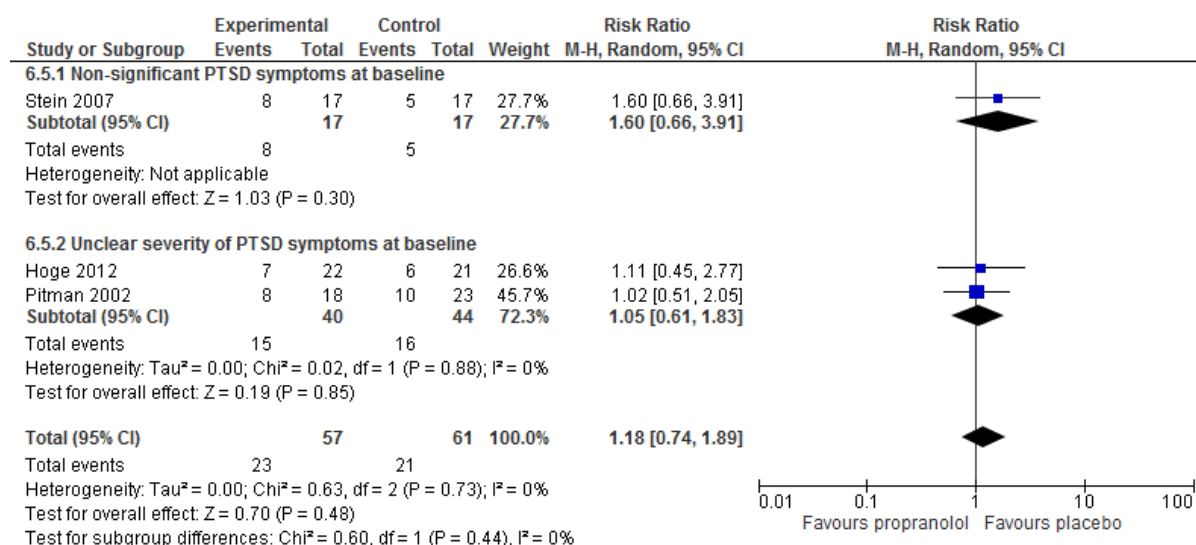 Experimental Control Risk Ratio Risk Ratio
Study or Subgroup Events Total Events Total Weight M-H, Random, 95% CI M-H, Random, 95% CI
6.5.1 Non-significant PTSD symptoms at baseline
Stein 2007 8 17 5 17 27.7% 1.60 [0.66, 3.91]
Subtotal (95% CI) 17 17 27.7% 1.60 [0.66, 3.91]
Total events 8 5
Heterogeneity: Not applicable
Test for overall effect: Z = 1.03 (P = 0.30)
6.5.2 Unclear severity of PTSD symptoms at baseline
Hoge 2012 7 22 6 21 26.6% 1.11 [0.45, 2.77]
Pitman 2002 8 18 10 23 45.7% 1.02 [0.51, 2.05]
Subtotal (95% CI) 40 44 72.3% 1.05 [0.61, 1.83]
Total events 15 16
Heterogeneity: Tau² = 0.00; Chi² = 0.02, df = 1 (P = 0.88); I² = 0%
Test for overall effect: Z = 0.19 (P = 0.85)
Total (95% CI) 57 61 100.0% 1.18 [0.74, 1.89]
Total events 23 21
Heterogeneity: Tau² = 0.00; Chi² = 0.63, df = 2 (P = 0.73); I² = 0%
Test for overall effect: Z = 0.70 (P = 0.48)
Test for subgroup differences: Chi² = 0.60, df = 1 (P = 0.44), I² = 0%
0.01 0.1 1 10 100
Favours propranolol Favours placebo